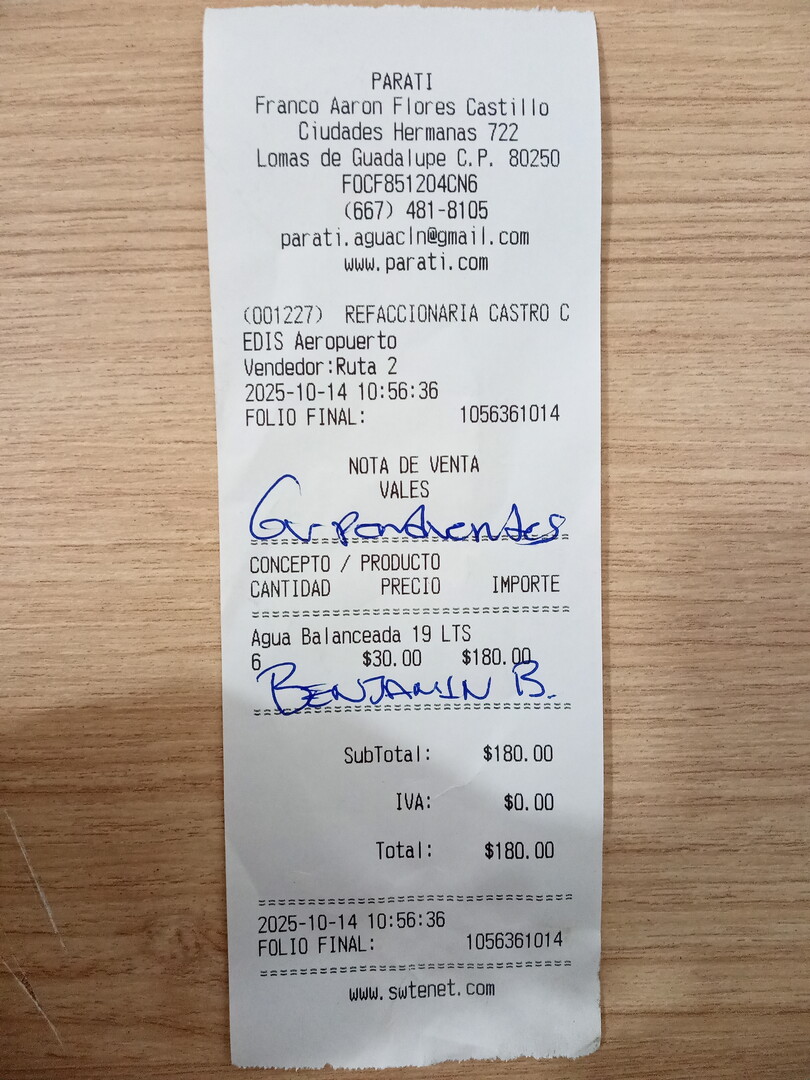 PARATI
Franco Aaron Flores Castillo
Ciudades Hermanas 722
Lomas de Guadalupe C.P. 80250
FOCF851204CN6
(667) 481-8105
parati.aguacln@gmail.com
www.parati.com
(001227) REFACCIONARIA CASTRO C
EDIS Aeropuerto
Vendedor:Ruta 2
2025-10-14 10:56:36
FOLIO FINAL: 1056361014
NOTA DE VENTA
VALES
CONCEPTO / PRODUCTO
CANTIDAD PRECIO IMPORTE
Agua Balanceada 19 LTS
6 $30.00 $180.00
BENJAMIN B.
SubTotal: $180.00
IVA: $0.00
Total: $180.00
2025-10-14 10:56:36
FOLIO FINAL: 1056361014
www.swtenet.com